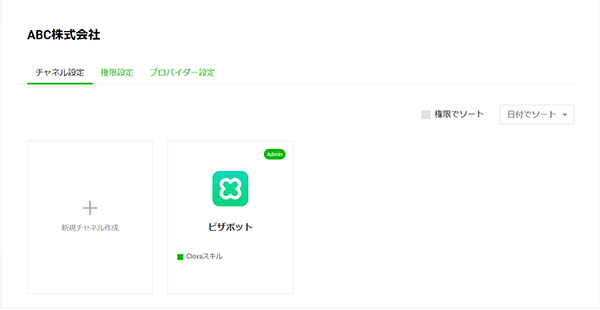 ABC株式会社
チャネル設定 権限設定 プロバイダー設定
権限でソート 日付でソート
Admin
新規チャネル作成
ピザボット
Clovaスキル